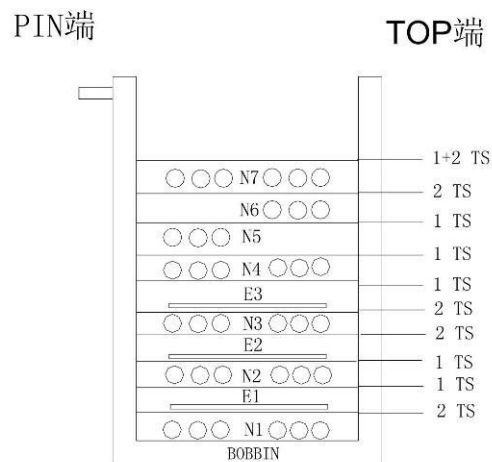 PIN端
TOP端
1+2 TS
N7
2 TS
N6
1 TS
N5
1 TS
N4
1 TS
E3
2 TS
N3
2 TS
E2
1 TS
N2
1 TS
E1
2 TS
N1
BOBBIN